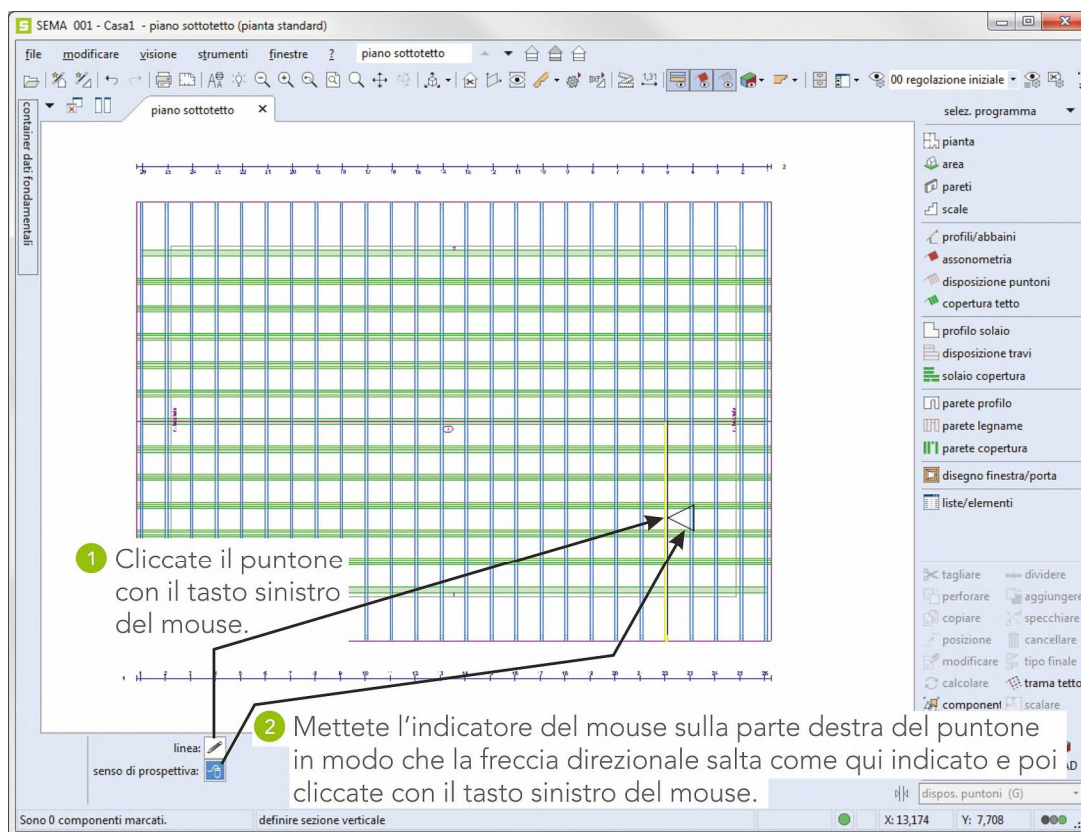 SEMA 001 - Casa1 - piano sottotetto (pianta standard)
file modificare visione strumenti finestre ? piano sottotetto
00 regolazione iniziale
container dati fondamentali
piano sottotetto
selez. programma
pianta
area
pareti
scale
profili/abbaini
assonometria
disposizione puntoni
copertura tetto
profilo solaio
disposizione travi
solaio copertura
parete profilo
parete legname
parete copertura
disegno finestra/porta
liste/elementi
1 Cliccate il puntone
con il tasto sinistro
del mouse.
tagliare dividere
perforare aggiungere
copiare specchiare
posizione cancellare
modificare tipo finale
calcolare trama tetto
component scalare
2 Mettete l’indicatore del mouse sulla parte destra del puntone
in modo che la freccia direzionale salta come qui indicato e poi
cliccate con il tasto sinistro del mouse.
linea:
senso di prospettiva:
AD
dispos. puntoni (G)
Sono 0 componenti marcati. definire sezione verticale X: 13,174 Y: 7,708